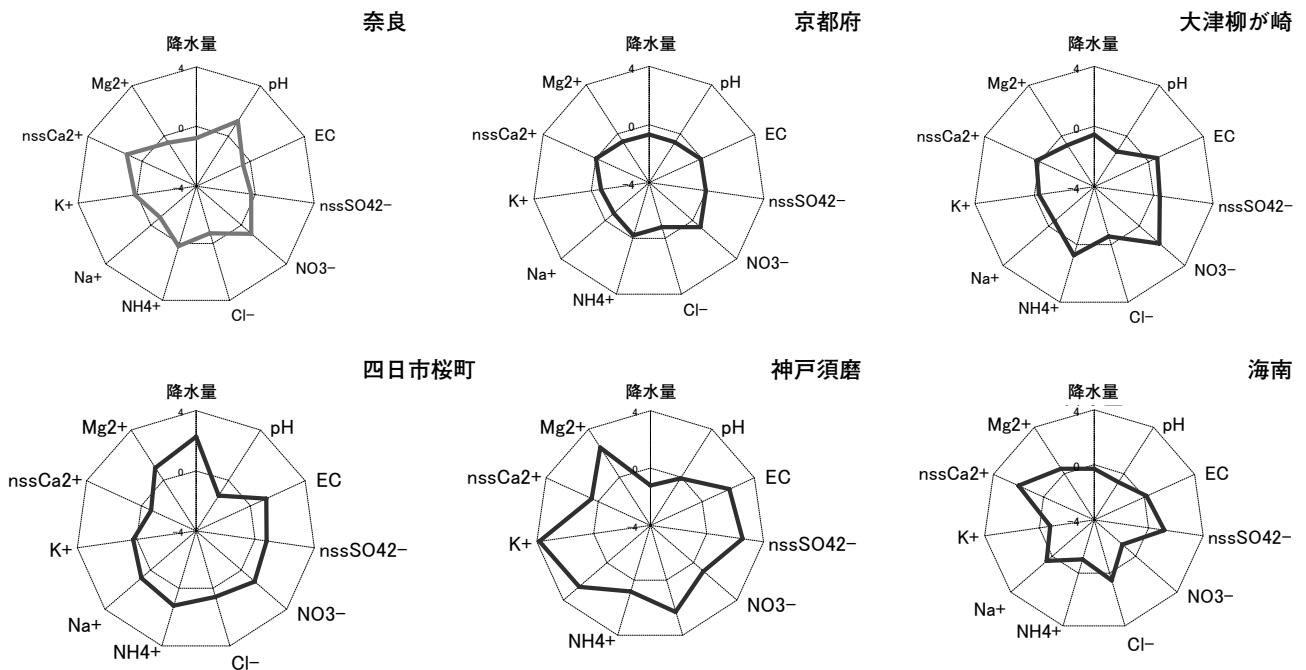 奈良
降水量
4
Mg2+
pH
nssCa2+
0
EC
K+
-4
nssSO42-
Na+
NO3-
NH4+
Cl-
京都府
降水量
4
Mg2+
pH
nssCa2+
0
EC
K+
-4
nssSO42-
Na+
NO3-
NH4+
Cl-
大津柳が崎
降水量
4
Mg2+
pH
nssCa2+
0
EC
K+
-4
nssSO42-
Na+
NO3-
NH4+
Cl-
四日市桜町
降水量
4
Mg2+
pH
nssCa2+
0
EC
K+
-4
nssSO42-
Na+
NO3-
NH4+
Cl-
神戸須磨
降水量
4
Mg2+
pH
nssCa2+
0
EC
K+
-4
nssSO42-
NO3-
NH4+
海南
降水量
4
Mg2+
pH
nssCa2+
0
EC
K+
-4
nssSO42-
Na+
NO3-
NH4+
Cl-